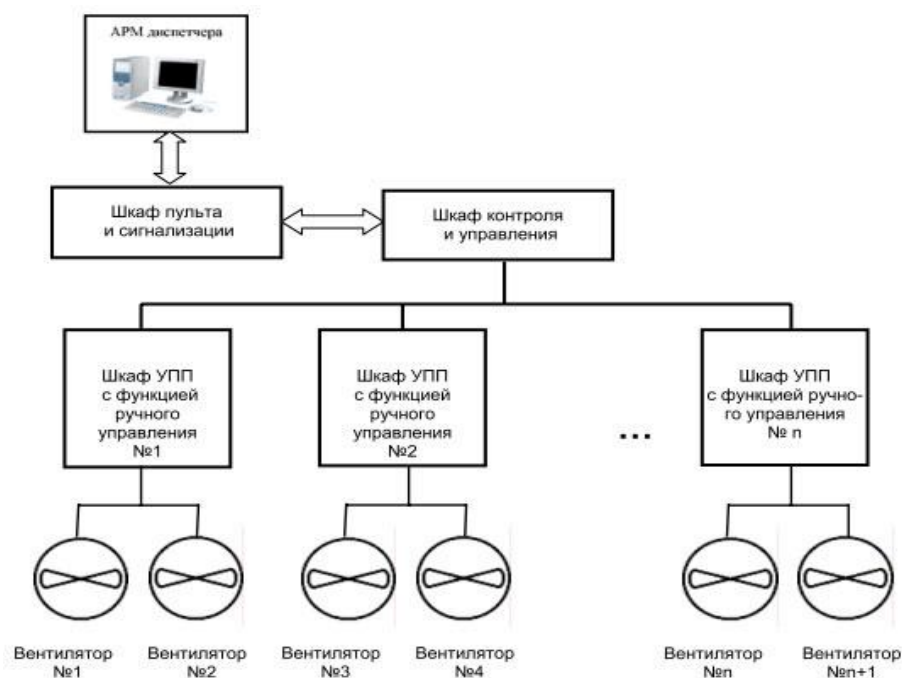 АРМ диспетчера
Шкаф пульта
и сигнализации
Шкаф контроля
и управления
Шкаф УПП
с функцией
ручного
управления
№1
Шкаф УПП
с функцией
ручного
управления
№2
...
Шкаф УПП
с функцией ручно-
го управления
№ n
Вентилятор
№1
Вентилятор
№2
Вентилятор
№3
Вентилятор
№4
Вентилятор
№n
Вентилятор
№n+1